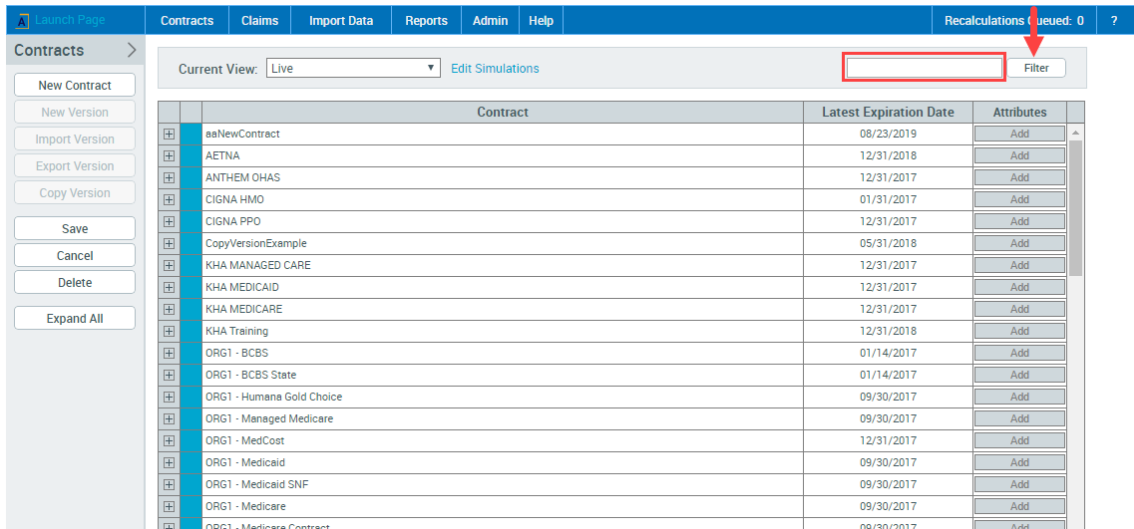 A Launch Page Contracts Claims Import Data Reports Admin Help Recalculations Queued: 0 ?
Contracts
Current View: Live Edit Simulations Filter
New Contract
New Version
Import Version
Export Version
Copy Version
Save
Cancel
Delete
Expand All
Contract Latest Expiration Date Attributes
aaNewContract 08/23/2019 Add
AETNA 12/31/2018 Add
ANTHEM OHAS 12/31/2017 Add
CIGNA HMO 01/31/2017 Add
CIGNA PPO 12/31/2017 Add
CopyVersionExample 05/31/2018 Add
KHA MANAGED CARE 12/31/2017 Add
KHA MEDICAID 12/31/2017 Add
KHA MEDICARE 12/31/2017 Add
KHA Training 12/31/2018 Add
ORG1 - BCBS 01/14/2017 Add
ORG1 - BCBS State 01/14/2017 Add
ORG1 - Humana Gold Choice 09/30/2017 Add
ORG1 - Managed Medicare 09/30/2017 Add
ORG1 - MedCost 12/31/2017 Add
ORG1 - Medicaid 09/30/2017 Add
ORG1 - Medicaid SNF 09/30/2017 Add
ORG1 - Medicare 09/30/2017 Add
ORG1 - Medicare Contract 09/30/2017 Add